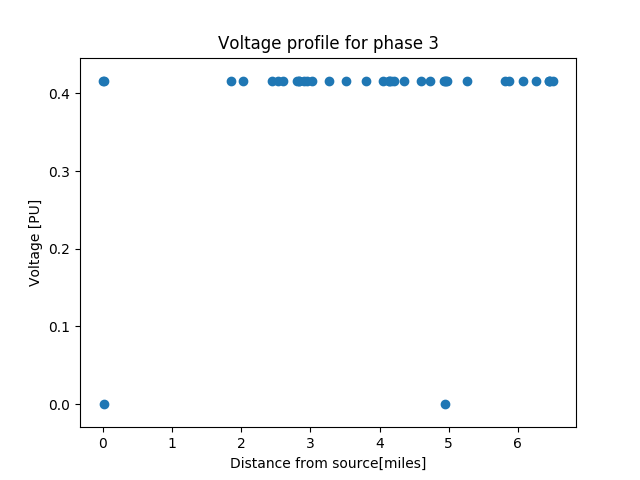 Voltage profile for phase 3
Voltage [PU]
0.4
0.3
0.2
0.1
0.0
0 1 2 3 4 5 6
Distance from source[miles]